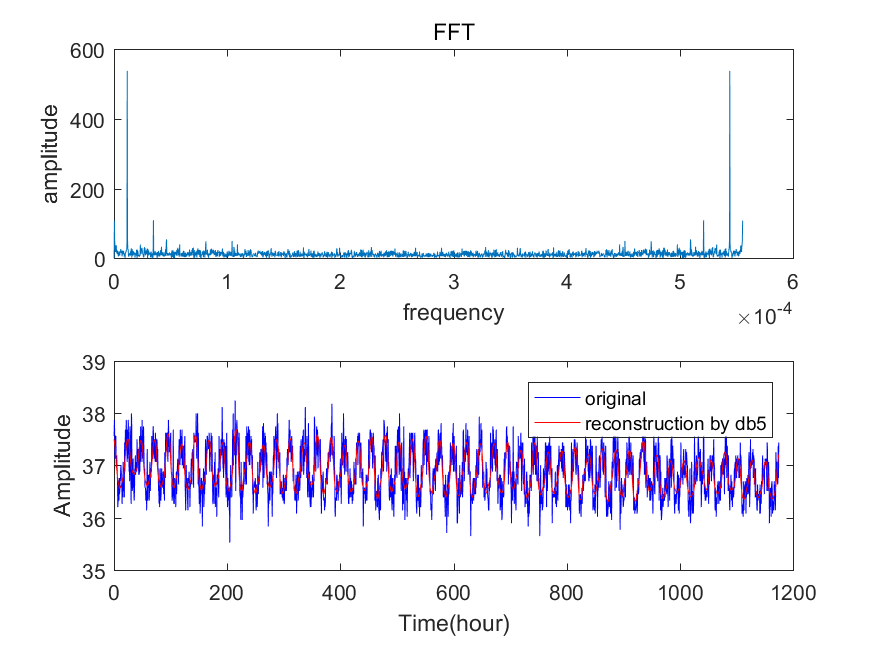 FFT
600
400
200
0
amplitude
0 1 2 3 4 5 6
frequency
×10-4
39
38
37
36
35
Amplitude
original
reconstruction by db5
0 200 400 600 800 1000 1200
Time(hour)